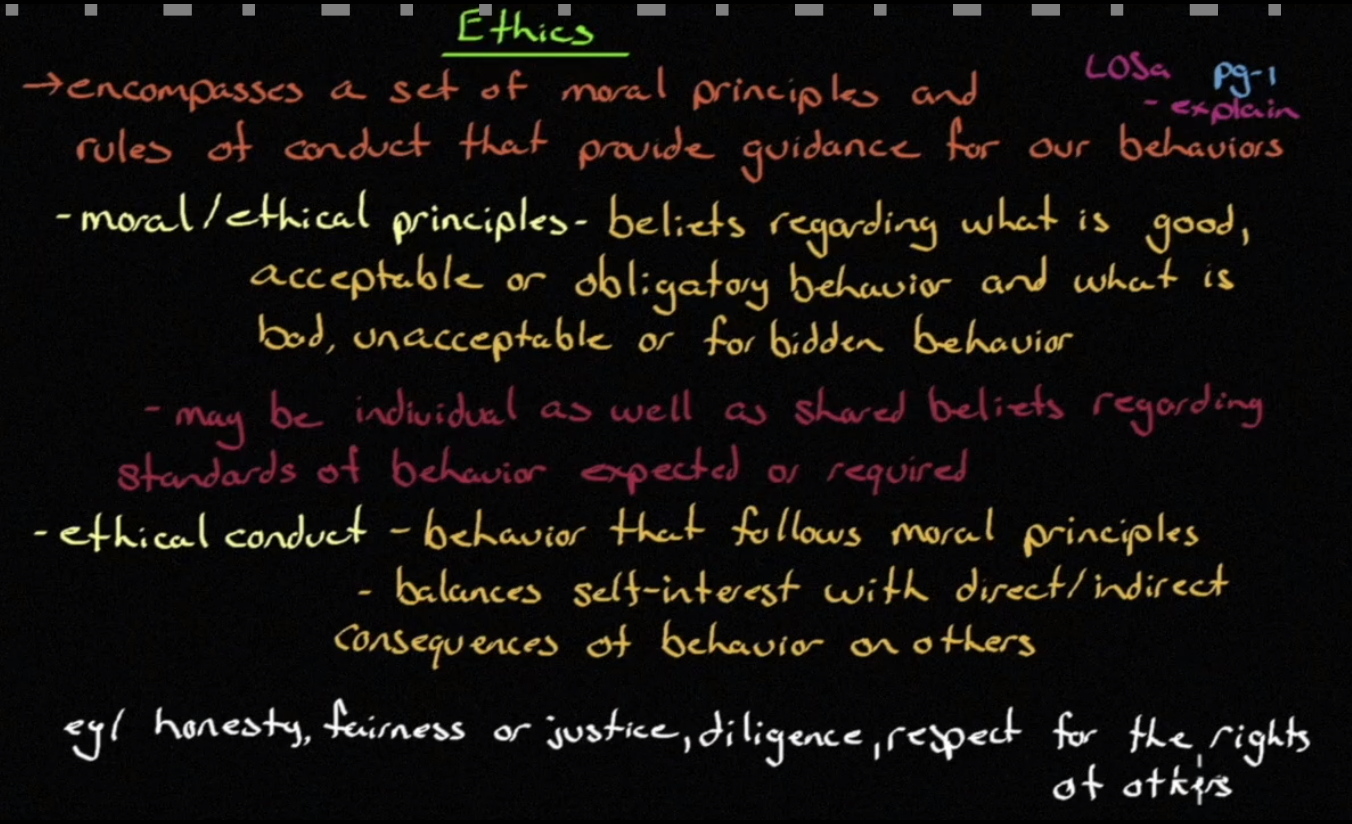 Ethics
LOSa pg-1
- explain
→encompasses a set of moral principles and
rules of conduct that provide guidance for our behaviors
- moral/ethical principles - beliefs regarding what is good,
acceptable or obligatory behavior and what is
bad, unacceptable or forbidden behavior
- may be individual as well as shared beliefs regarding
standards of behavior expected or required
- ethical conduct - behavior that follows moral principles
- balances self-interest with direct/indirect
consequences of behavior on others
eg/ honesty, fairness or justice, diligence, respect for the rights
of others